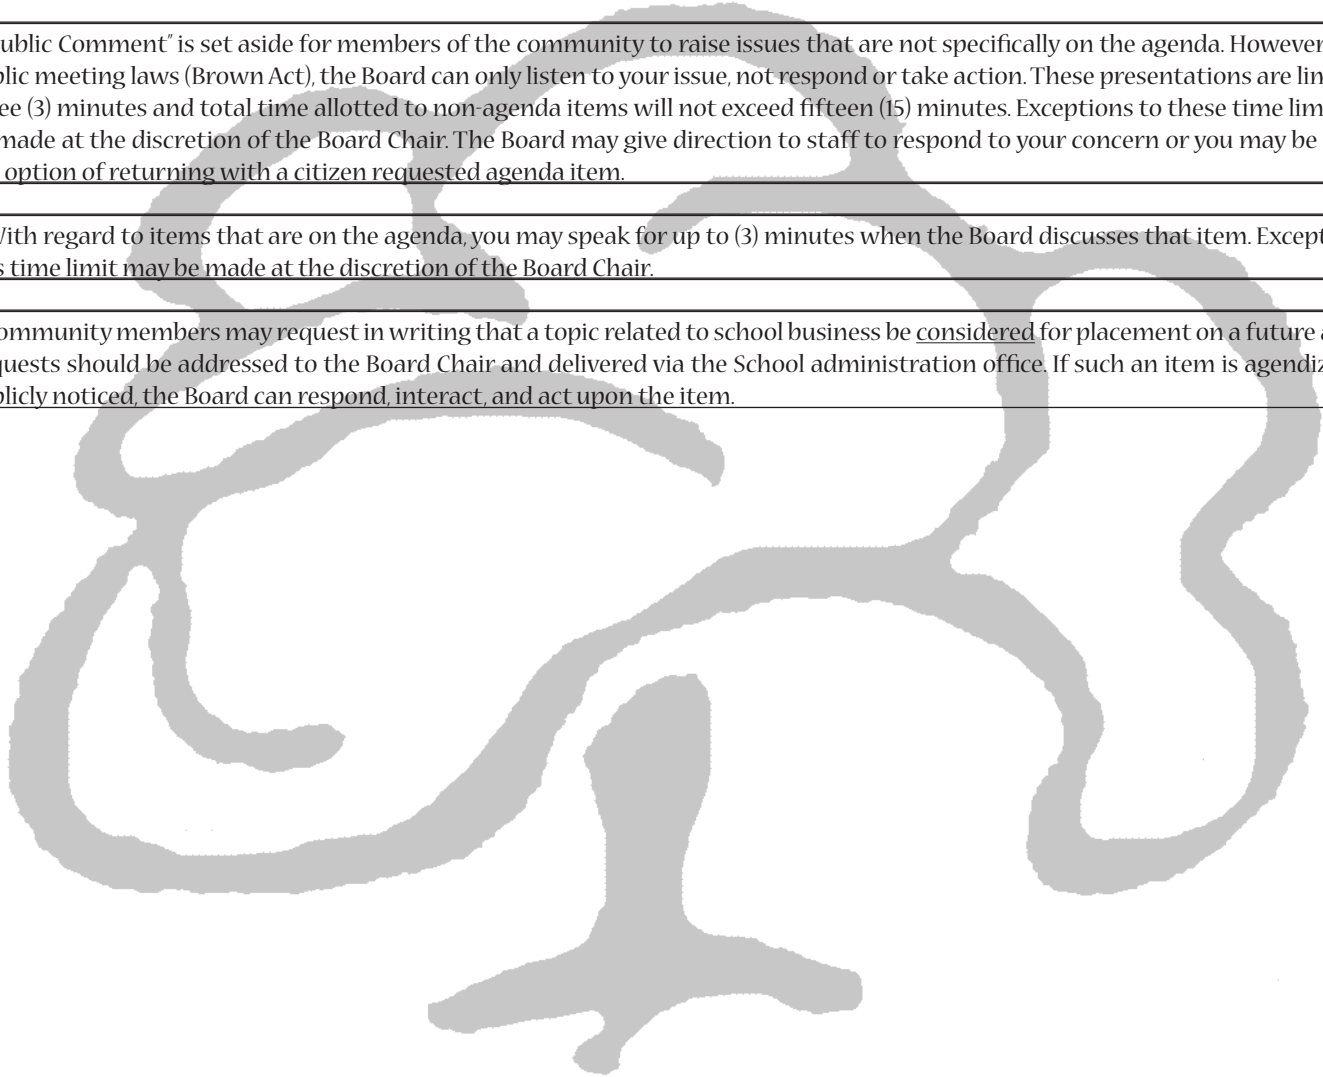 ublic Comment” is set aside for members of the community to raise issues that are not specifically on the agenda. However
blic meeting laws (Brown Act), the Board can only listen to your issue, not respond or take action. These presentations are lin
ee (3) minutes and total time allotted to non-agenda items will not exceed fifteen (15) minutes. Exceptions to these time lim
made at the discretion of the Board Chair. The Board may give direction to staff to respond to your concern or you may be
option of returning with a citizen requested agenda item.
With regard to items that are on the agenda, you may speak for up to (3) minutes when the Board discusses that item. Except
s time limit may be made at the discretion of the Board Chair.
ommunity members may request in writing that a topic related to school business be considered for placement on a future a
quests should be addressed to the Board Chair and delivered via the School administration office. If such an item is agendiz
blicly noticed, the Board can respond, interact, and act upon the item.